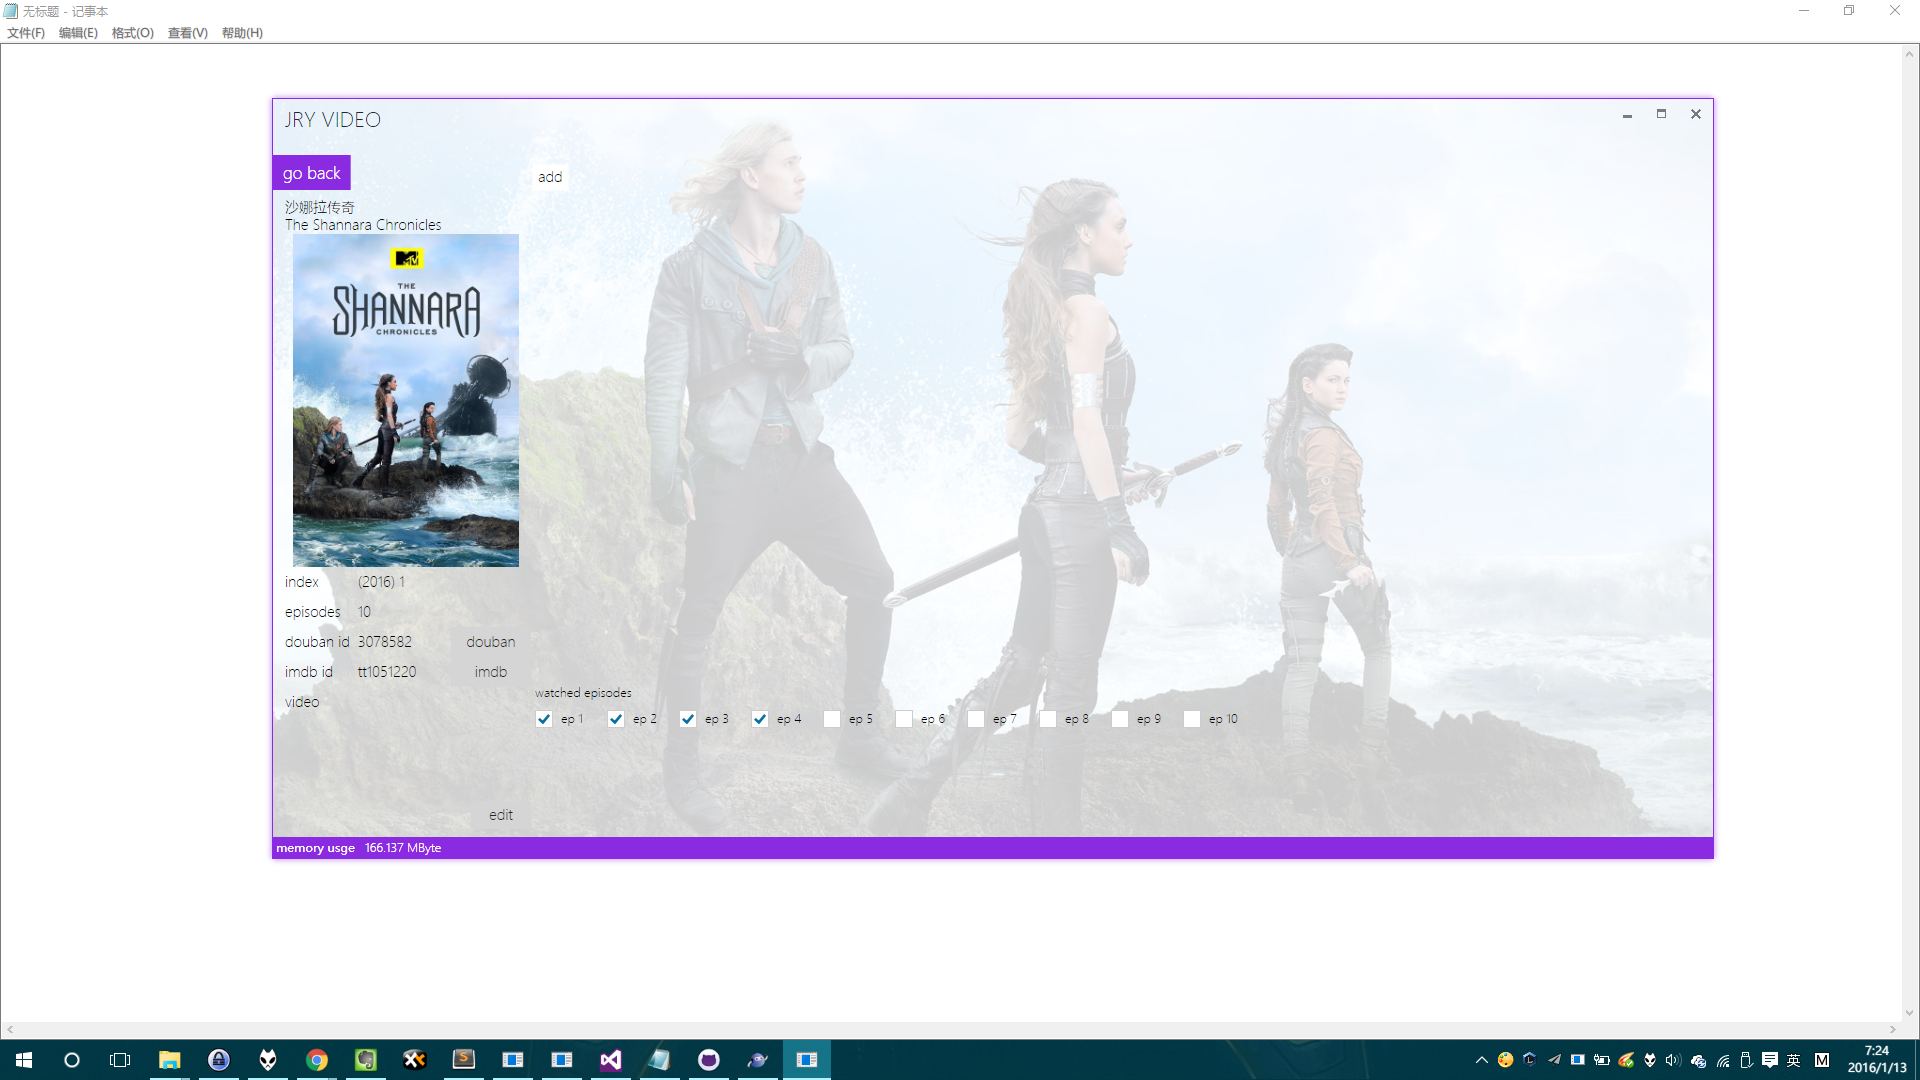 无标题 - 记事本
文件(F) 编辑(E) 格式(O) 查看(V) 帮助(H)
JRY VIDEO
go back
add
沙娜拉传奇
The Shannara Chronicles
MTV
THE
SHANNARA
CHRONICLES
index (2016) 1
episodes 10
douban id 3078582 douban
imdb id tt1051220 imdb
video
watched episodes
ep 1 ep 2 ep 3 ep 4 ep 5 ep 6 ep 7 ep 8 ep 9 ep 10
edit
memory usge 166.137 MByte
英 M
7:24
2016/1/13